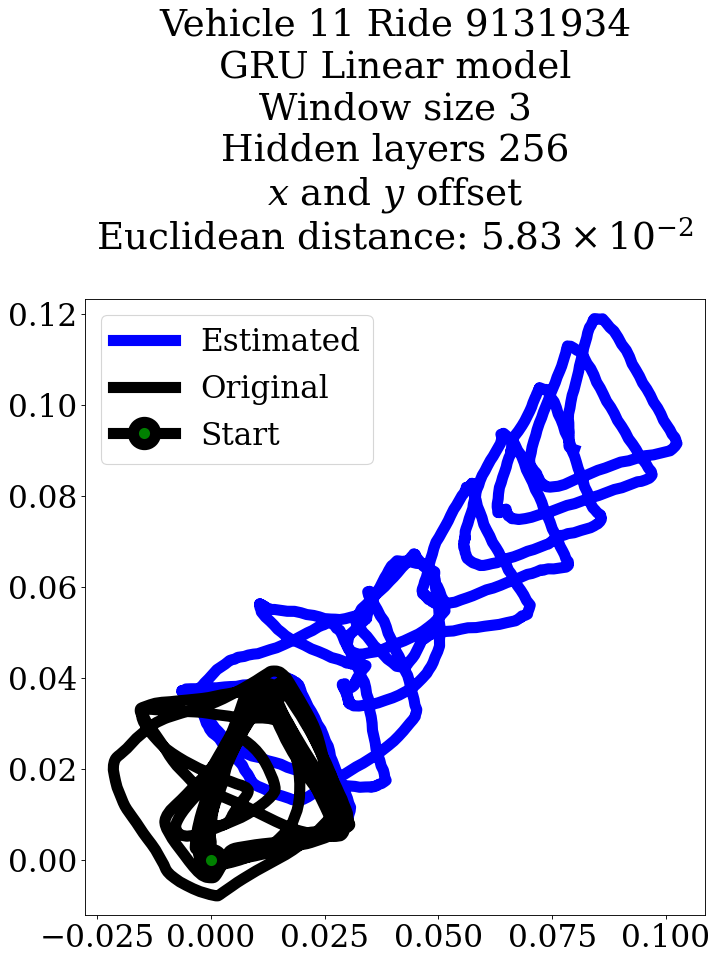 Vehicle 11 Ride 9131934
GRU Linear model
Window size 3
Hidden layers 256
x and y offset
Euclidean distance: 5.83 × 10⁻²
Estimated
Original
Start
0.12
0.10
0.08
0.06
0.04
0.02
0.00
−0.025 0.000 0.025 0.050 0.075 0.100